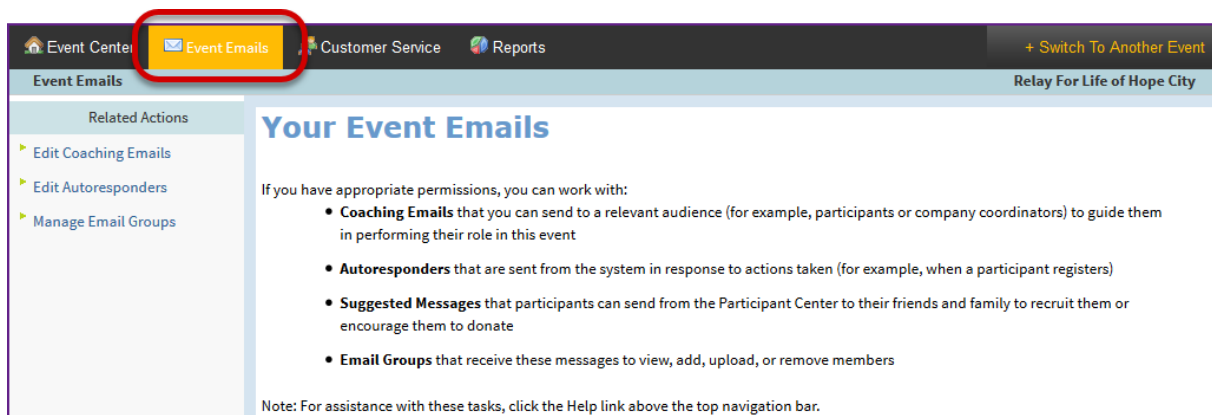 Event Center Event Emails Customer Service Reports + Switch To Another Event
Event Emails Relay For Life of Hope City
Related Actions
Edit Coaching Emails
Edit Autoresponders
Manage Email Groups
Your Event Emails
If you have appropriate permissions, you can work with:
• Coaching Emails that you can send to a relevant audience (for example, participants or company coordinators) to guide them
in performing their role in this event
• Autoresponders that are sent from the system in response to actions taken (for example, when a participant registers)
• Suggested Messages that participants can send from the Participant Center to their friends and family to recruit them or
encourage them to donate
• Email Groups that receive these messages to view, add, upload, or remove members
Note: For assistance with these tasks, click the Help link above the top navigation bar.